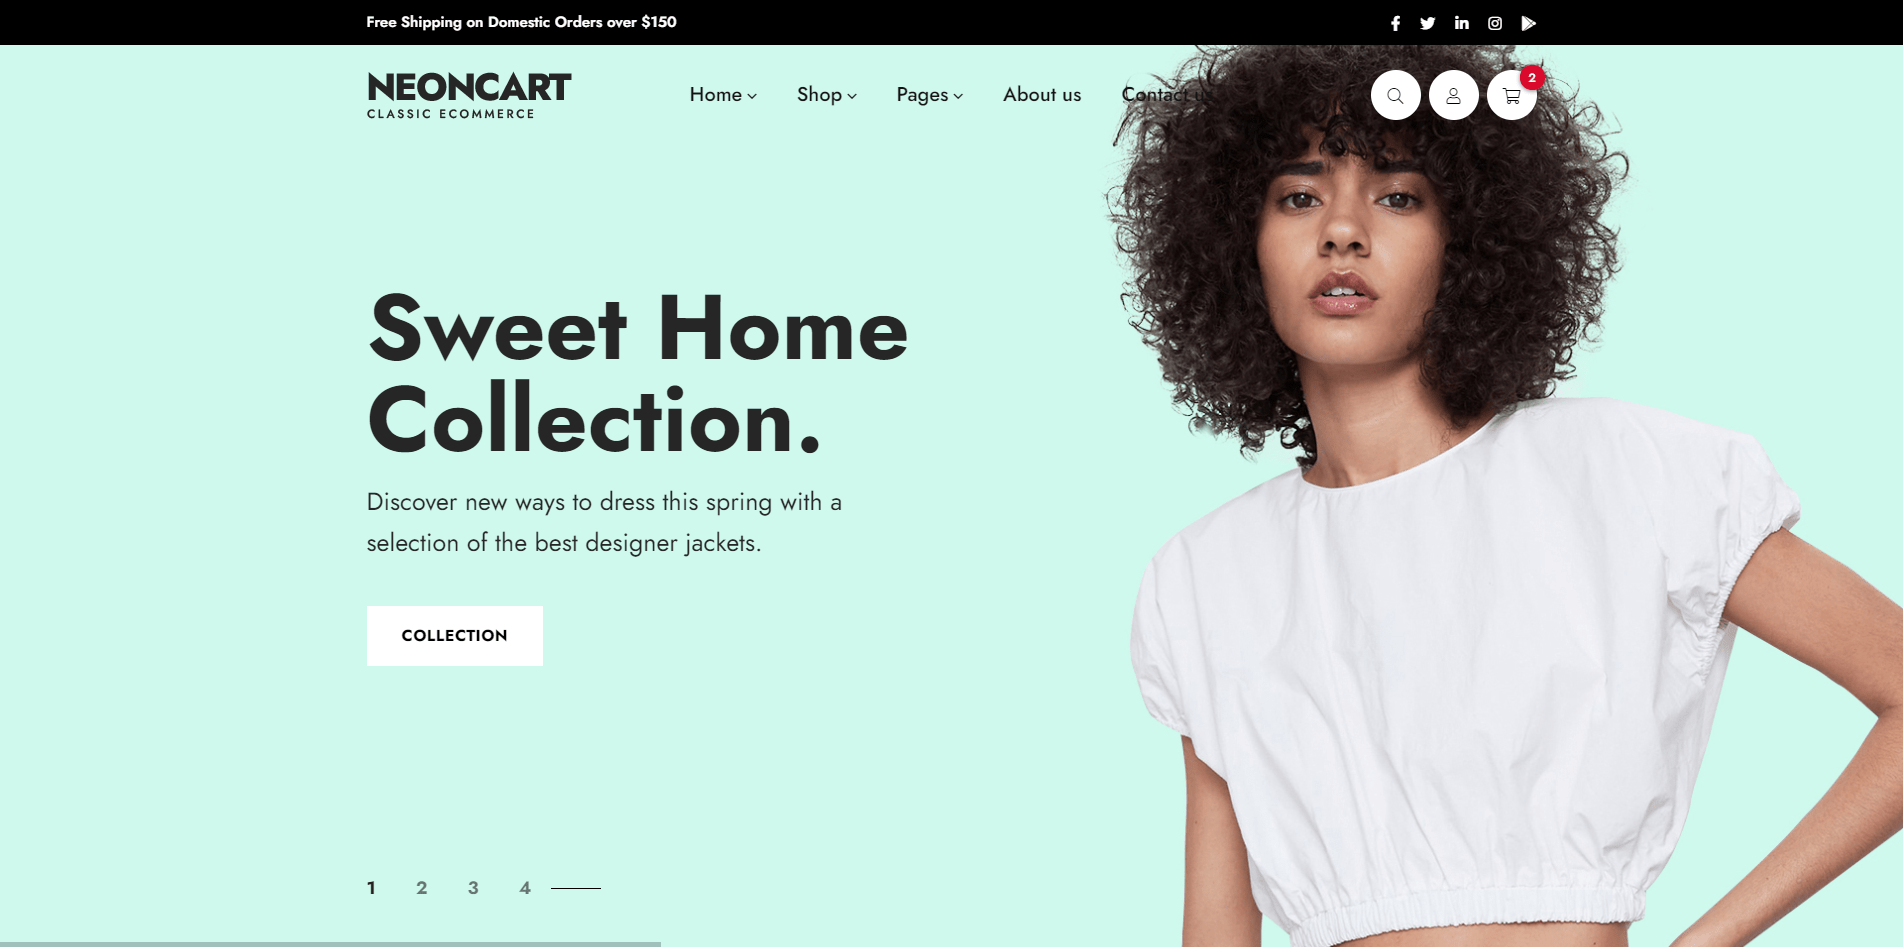 Free Shipping on Domestic Orders over $150
NEONCART
CLASSIC ECOMMERCE
Home
Shop
Pages
About us
Contact us
2
Sweet Home
Collection.
Discover new ways to dress this spring with a
selection of the best designer jackets.
COLLECTION
1 2 3 4